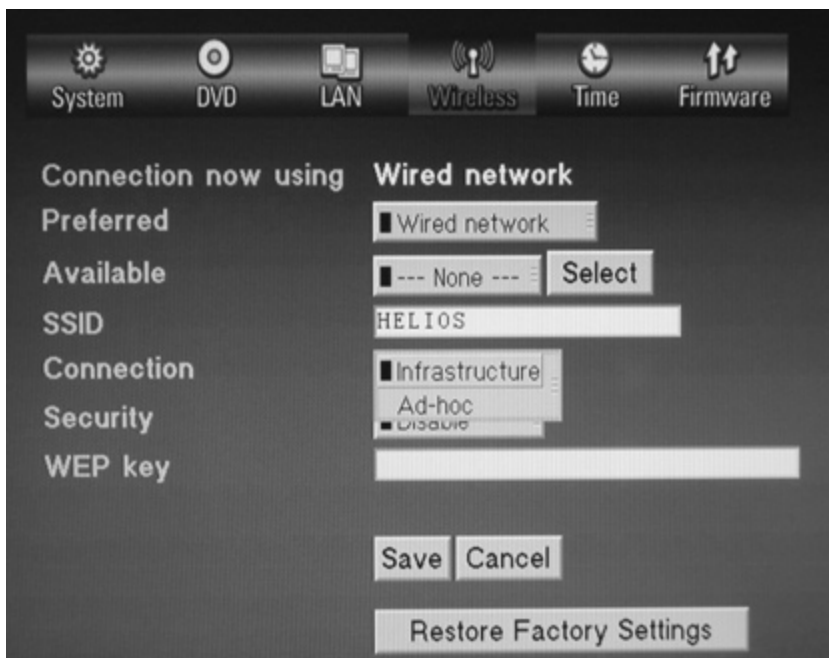 System DVD LAN Wireless Time Firmware
Connection now using Wired network
Preferred Wired network
Available --- None --- Select
SSID HELIOS
Connection Infrastructure
Ad-hoc
Security Disable
WEP key
Save Cancel
Restore Factory Settings